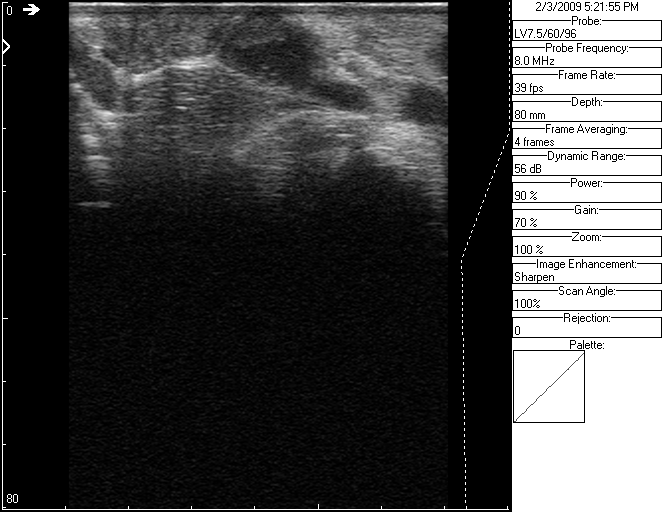 0
80
2/3/2009 5:21:55 PM
Probe:
LV7.5/60/96
Probe Frequency:
8.0 MHz
Frame Rate:
39 fps
Depth:
80 mm
Frame Averaging:
4 frames
Dynamic Range:
56 dB
Power:
90 %
Gain:
70 %
Zoom:
100 %
Image Enhancement:
Sharpen
Scan Angle:
100%
Rejection:
0
Palette: